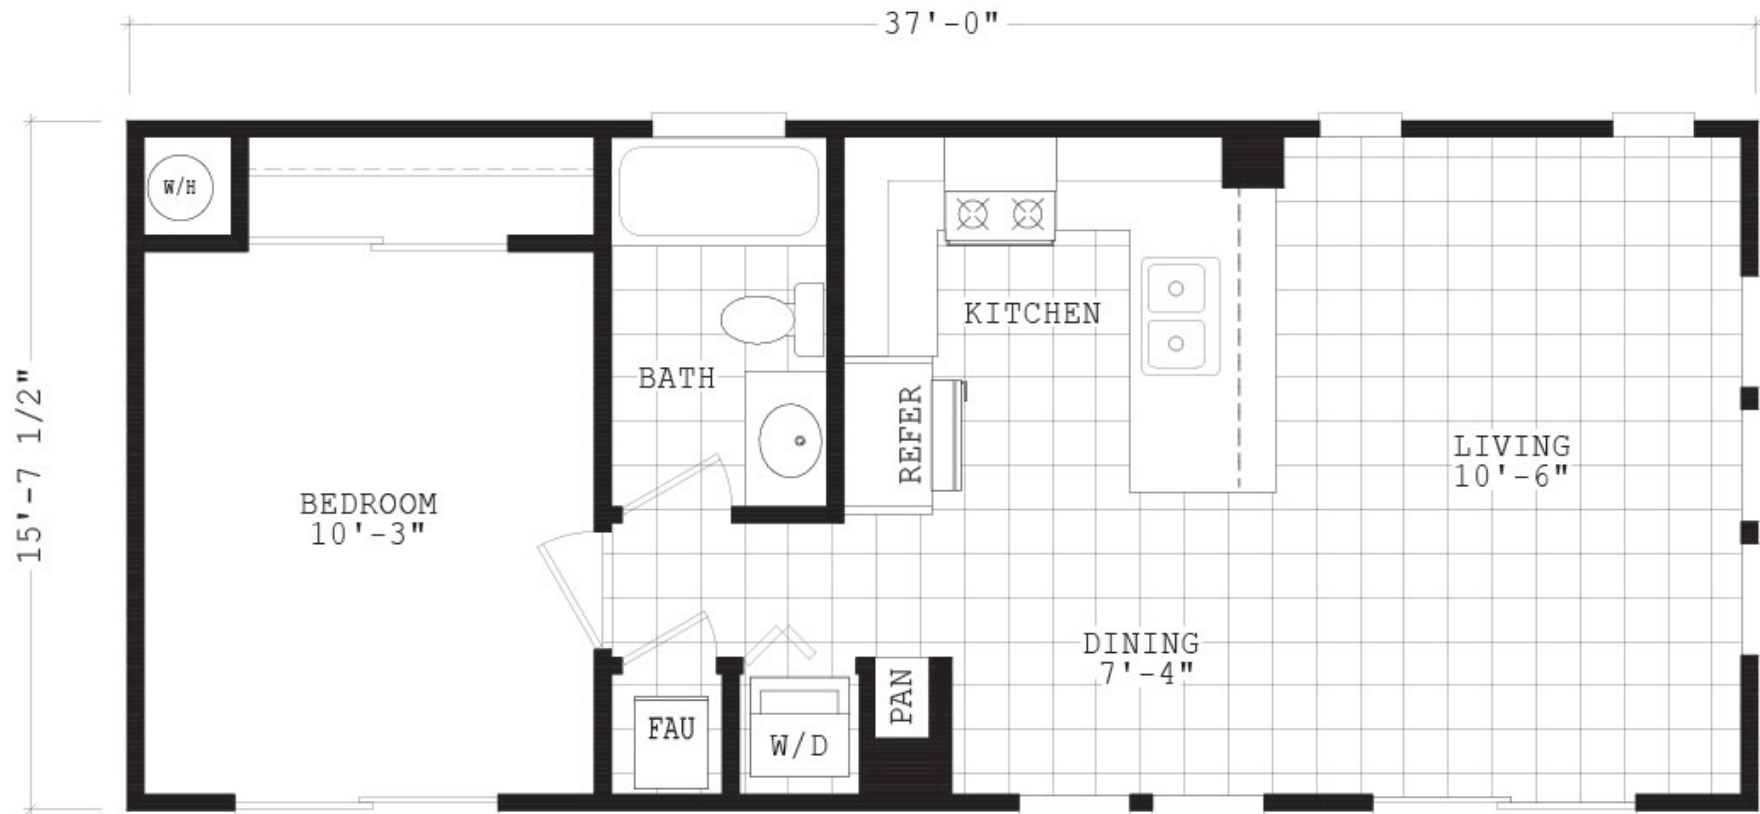 37'-0"
15'-7 1/2"
W/H
KITCHEN
BATH
REFER
LIVING
10'-6"
BEDROOM
10'-3"
DINING
7'-4"
PAN
FAU
W/D